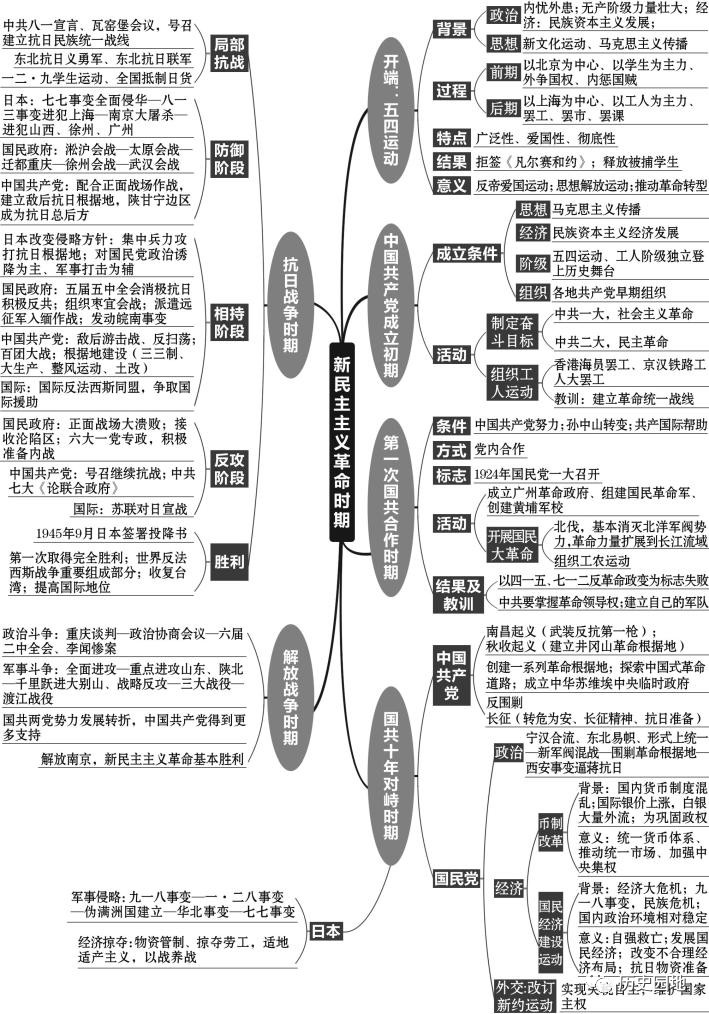 新民主主义革命时期
开端：五四运动
背景
政治
内忧外患；无产阶级力量壮大；经
济：民族资本主义发展；
思想
新文化运动、马克思主义传播
过程
前期
以北京为中心、以学生为主力、
外争国权、内惩国贼
后期
以上海为中心、以工人为主力、
罢工、罢市、罢课
特点
广泛性、爱国性、彻底性
结果
拒签《凡尔赛和约》；释放被捕学生
意义
反帝爱国运动；思想解放运动；推动革命转型
中国共产党成立初期
成立条件
思想
马克思主义传播
经济
民族资本主义经济发展
阶级
五四运动、工人阶级独立登
上历史舞台
组织
各地共产党早期组织
活动
制定奋
斗目标
中共一大，社会主义革命
中共二大，民主革命
组织工
人运动
香港海员罢工、京汉铁路工
人大罢工
教训：建立革命统一战线
第一次国共合作时期
条件
中国共产党努力；孙中山转变；共产国际帮助
方式
党内合作
标志
1924年国民党一大召开
活动
成立广州革命政府、组建国民革命军、
创建黄埔军校
开展国民
大革命
北伐，基本消灭北洋军阀势
力，革命力量扩展到长江流域
组织工农运动
结果及
教训
以四一五、七一二反革命政变为标志失败
中共要掌握革命领导权；建立自己的军队
国共十年对峙时期
中国
共产
党
南昌起义（武装反抗第一枪）；
秋收起义（建立井冈山革命根据地）
创建一系列革命根据地；探索中国式革命
道路；成立中华苏维埃中央临时政府
反围剿
长征（转危为安、长征精神、抗日准备）
国民党
政治
宁汉合流、东北易帜、形式上统一
—新军阀混战—围剿革命根据地—
西安事变逼蒋抗日
经济
币制
改革
背景：国内货币制度混
乱；国际银价上涨，白银
大量外流；为巩固政权
意义：统一货币体系、
推动统一市场、加强中
央集权
国民
经济
建设
运动
背景：经济大危机；九
一八事变，民族危机；
国内政治环境相对稳定
意义：自强救亡；发展国
民经济；改变不合理经
济布局；抗日物资准备
外交：改订
新约运动
实现关税自主，维护国家
主权
日本
军事侵略：九一八事变—一·二八事变
—伪满洲国建立—华北事变—七七事变
经济掠夺：物资管制、掠夺劳工，适地
适产主义，以战养战
抗日战争时期
局部
抗战
中共八一宣言、瓦窑堡会议，号召
建立抗日民族统一战线
东北抗日义勇军、东北抗日联军
一二·九学生运动、全国抵制日货
防御
阶段
日本：七七事变全面侵华—八一
三事变进犯上海—南京大屠杀—
进犯山西、徐州、广州
国民政府：淞沪会战—太原会战—
迁都重庆—徐州会战—武汉会战
中国共产党：配合正面战场作战，
建立敌后抗日根据地，陕甘宁边区
成为抗日总后方
相持
阶段
日本改变侵略方针：集中兵力攻
打抗日根据地；对国民党政治诱
降为主、军事打击为辅
国民政府：五届五中全会消极抗日
积极反共；组织枣宜会战；派遣远
征军入缅作战；发动皖南事变
中国共产党：敌后游击战、反扫荡；
百团大战；根据地建设（三三制、
大生产、整风运动、土改）
国际：国际反法西斯同盟，争取国
际援助
反攻
阶段
国民政府：正面战场大溃败；接
收沦陷区；六大一党专政，积极
准备内战
中国共产党：号召继续抗战；中共
七大《论联合政府》
国际：苏联对日宣战
胜利
1945年9月日本签署投降书
第一次取得完全胜利；世界反法
西斯战争重要组成部分；收复台
湾；提高国际地位
解放战争时期
政治斗争：重庆谈判—政治协商会议—六届
二中全会、李闻惨案
军事斗争：全面进攻—重点进攻山东、陕北
—千里跃进大别山、战略反攻—三大战役—
渡江战役
国共两党势力发展转折，中国共产党得到更
多支持
解放南京，新民主主义革命基本胜利
历史园地